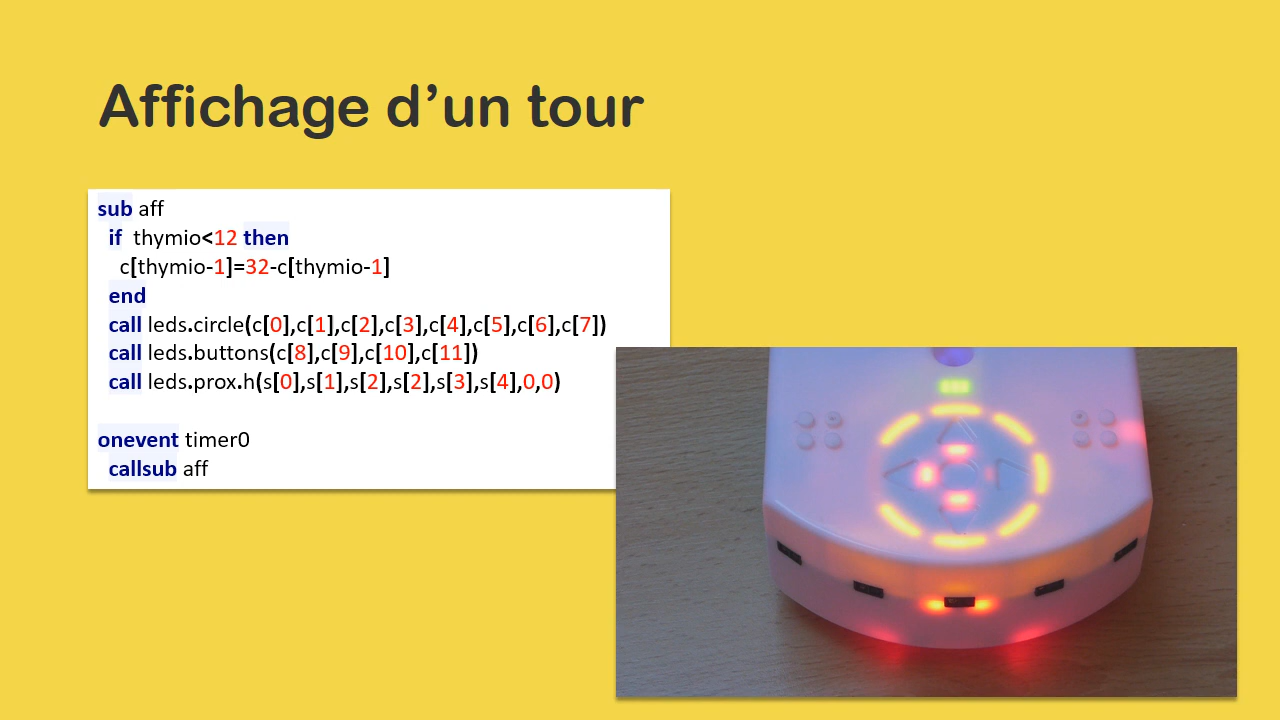 Affichage d’un tour
sub aff
if  thymio<12 then
c[thymio-1]=32-c[thymio-1]
end
call leds.circle(c[0],c[1],c[2],c[3],c[4],c[5],c[6],c[7])
call leds.buttons(c[8],c[9],c[10],c[11])
call leds.prox.h(s[0],s[1],s[2],s[2],s[3],s[4],0,0)
onevent timer0
callsub aff